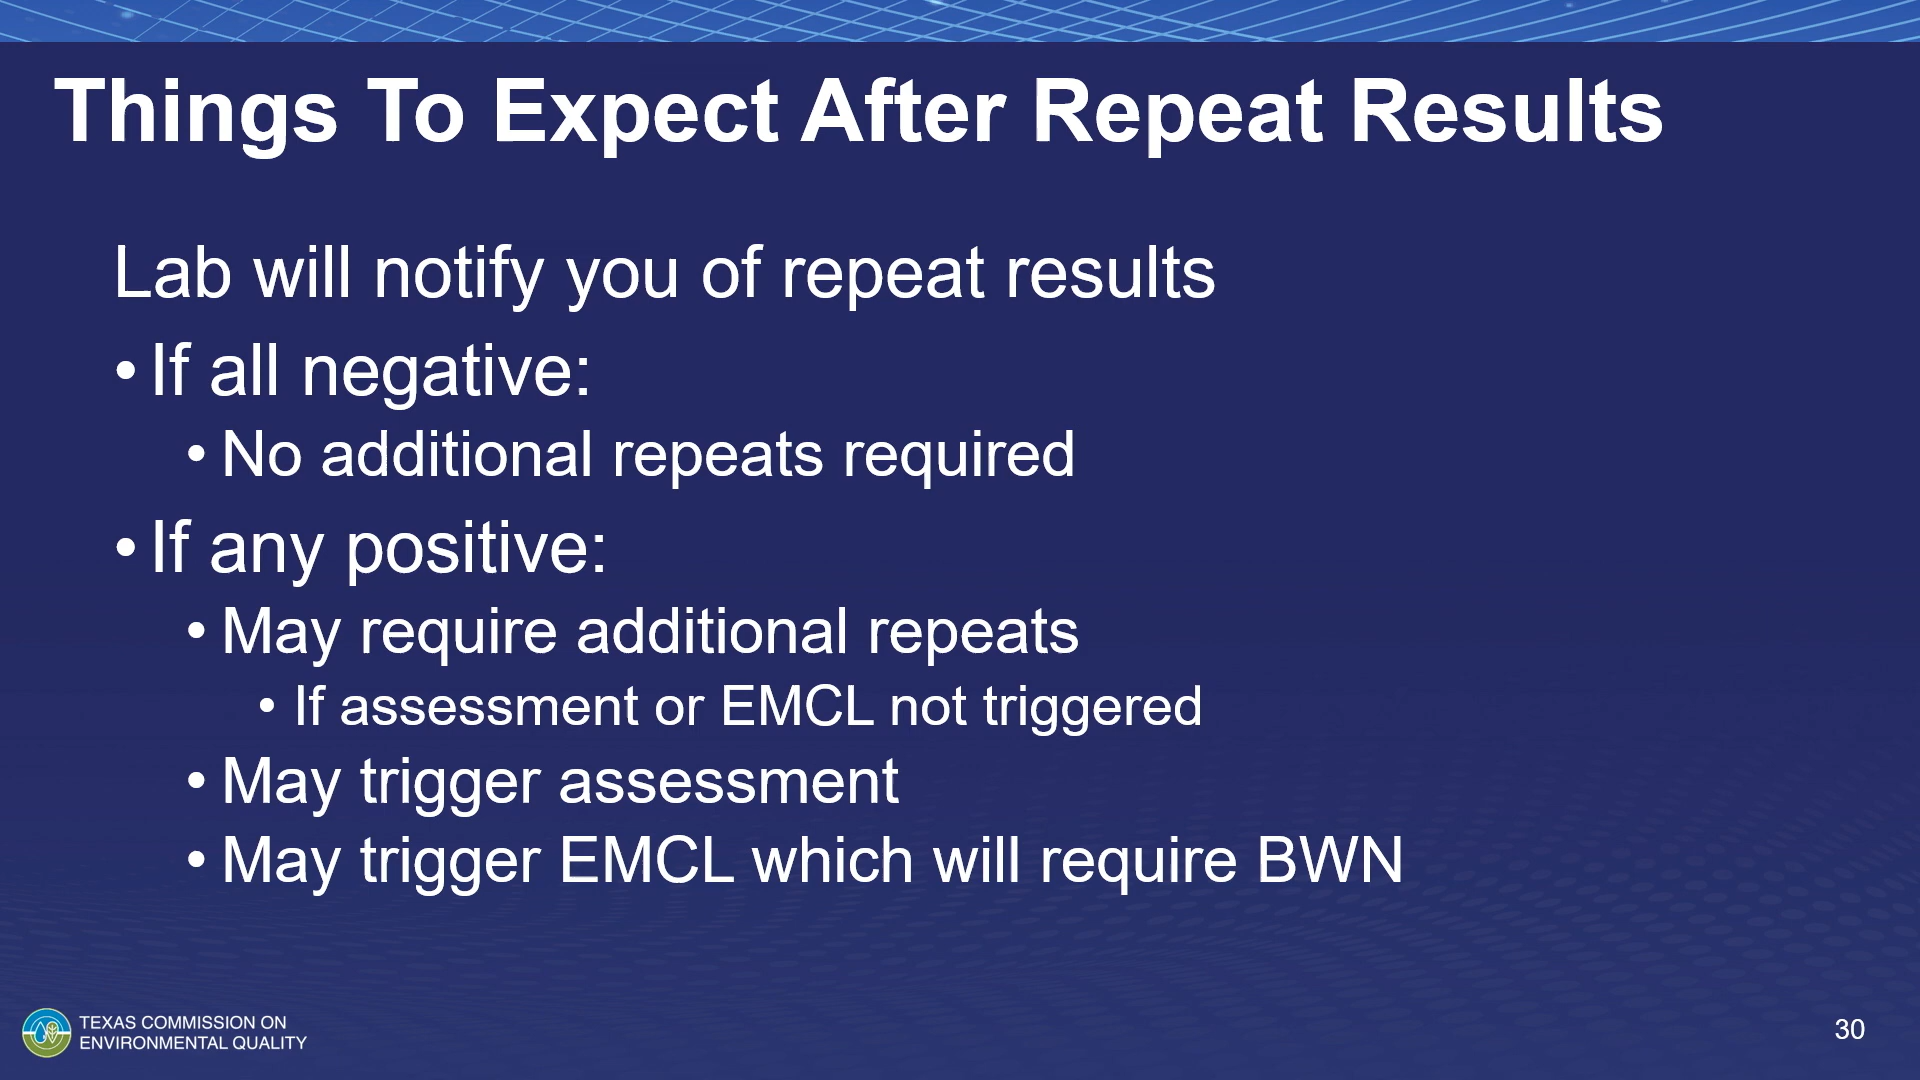 Things To Expect After Repeat Results
Lab will notify you of repeat results
• If all negative:
• No additional repeats required
• If any positive:
• May require additional repeats
• If assessment or EMCL not triggered
• May trigger assessment
• May trigger EMCL which will require BWN
TEXAS COMMISSION ON
ENVIRONMENTAL QUALITY
30